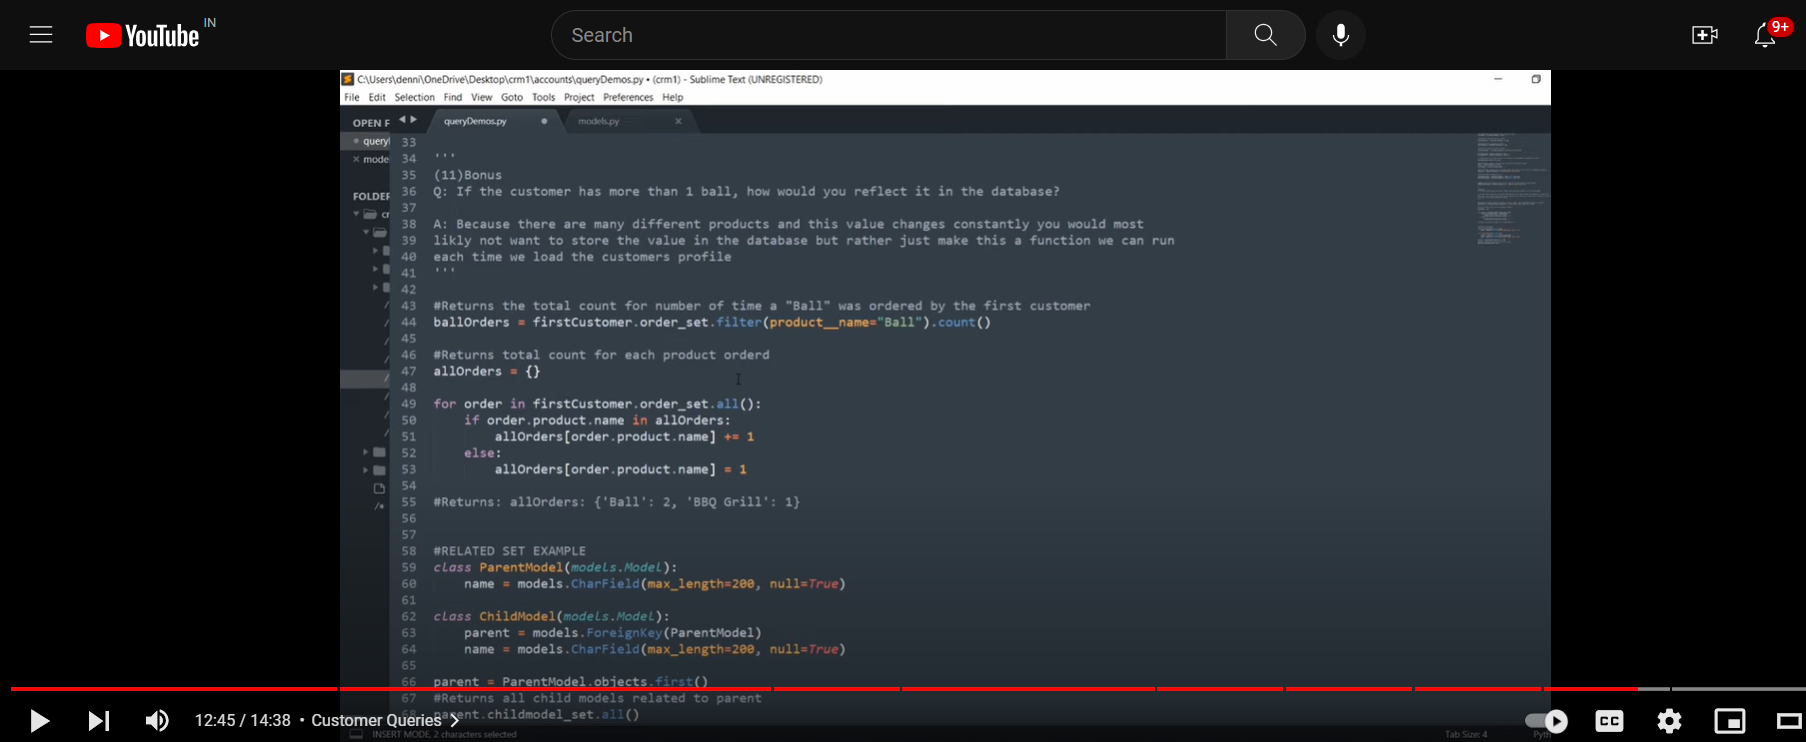 YouTube IN
Search
9+
C:\Users\denni\OneDrive\Desktop\crm1\accounts\queryDemos.py • (crm1) - Sublime Text (UNREGISTERED)
File Edit Selection Find View Goto Tools Project Preferences Help
OPEN F
queryDemos.py
models.py
query
mode
FOLDER
cr
33
34 '''
35 (11)Bonus
36 Q: If the customer has more than 1 ball, how would you reflect it in the database?
37
38 A: Because there are many different products and this value changes constantly you would most
39 likly not want to store the value in the database but rather just make this a function we can run
40 each time we load the customers profile
41 '''
42
43 #Returns the total count for number of time a "Ball" was ordered by the first customer
44 ballOrders = firstCustomer.order_set.filter(product__name="Ball").count()
45
46 #Returns total count for each product orderd
47 allOrders = {}
48
49 for order in firstCustomer.order_set.all():
50 if order.product.name in allOrders:
51 allOrders[order.product.name] += 1
52 else:
53 allOrders[order.product.name] = 1
54
55 #Returns: allOrders: {'Ball': 2, 'BBQ Grill': 1}
56
57
58 #RELATED SET EXAMPLE
59 class ParentModel(models.Model):
60 name = models.CharField(max_length=200, null=True)
61
62 class ChildModel(models.Model):
63 parent = models.ForeignKey(ParentModel)
64 name = models.CharField(max_length=200, null=True)
65
66 parent = ParentModel.objects.first()
67 #Returns all child models related to parent
68 parent.childmodel_set.all()
12:45 / 14:38 • Customer Queries
CC
INSERT MODE, 2 characters selected
Tab Size: 4
Pyth